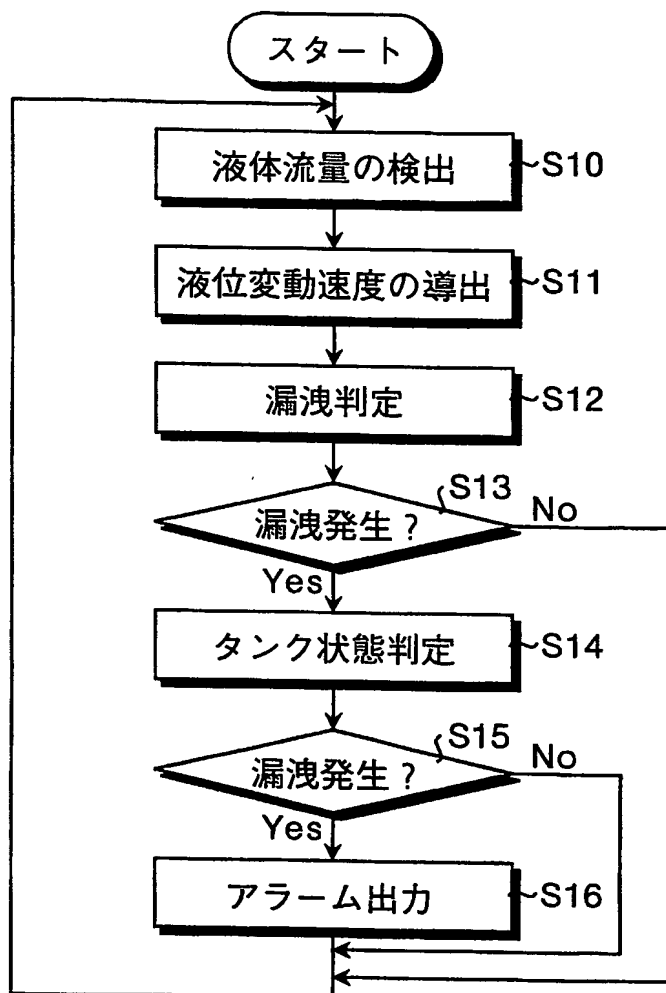 スタート
液体流量の検出
S10
液位変動速度の導出
S11
漏洩判定
S12
S13
漏洩発生？
No
Yes
タンク状態判定
S14
S15
漏洩発生？
No
Yes
アラーム出力
S16